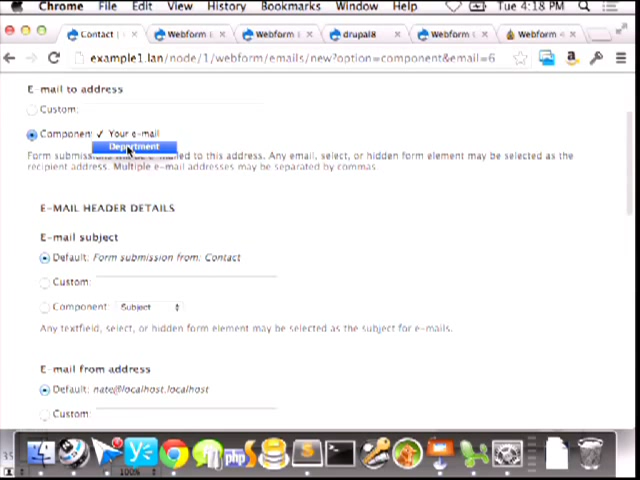 Chrome File Edit View History Bookmarks Window Tue 4:18 PM
Contact | Webform Webform drupal8 Webform Webform
example1.lan/node/1/webform/emails/new?option=component&email=6
E-mail to address
Custom:
Component: ✓ Your e-mail
Department
Form submissions will be e-mailed to this address. Any email, select, or hidden form element may be selected as the
recipient address. Multiple e-mail addresses may be separated by commas.
E-MAIL HEADER DETAILS
E-mail subject
Default: Form submission from: Contact
Custom:
Component: Subject
Any textfield, select, or hidden form element may be selected as the subject for e-mails.
E-mail from address
Default: nate@localhost.localhost
Custom:
php
100%